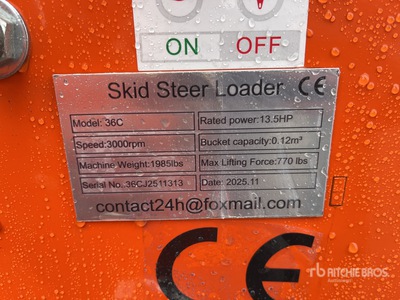 ON OFF
Skid Steer Loader CE
Model: 36C Rated power:13.5HP
Speed:3000rpm Bucket capacity:0.12m³
Machine Weight:1985lbs Max Lifting Force:770 lbs
Serial No.:36CJ2511313 Date: 2025.11
contact24h@foxmail.com
CE
rb RITCHIE BROS.